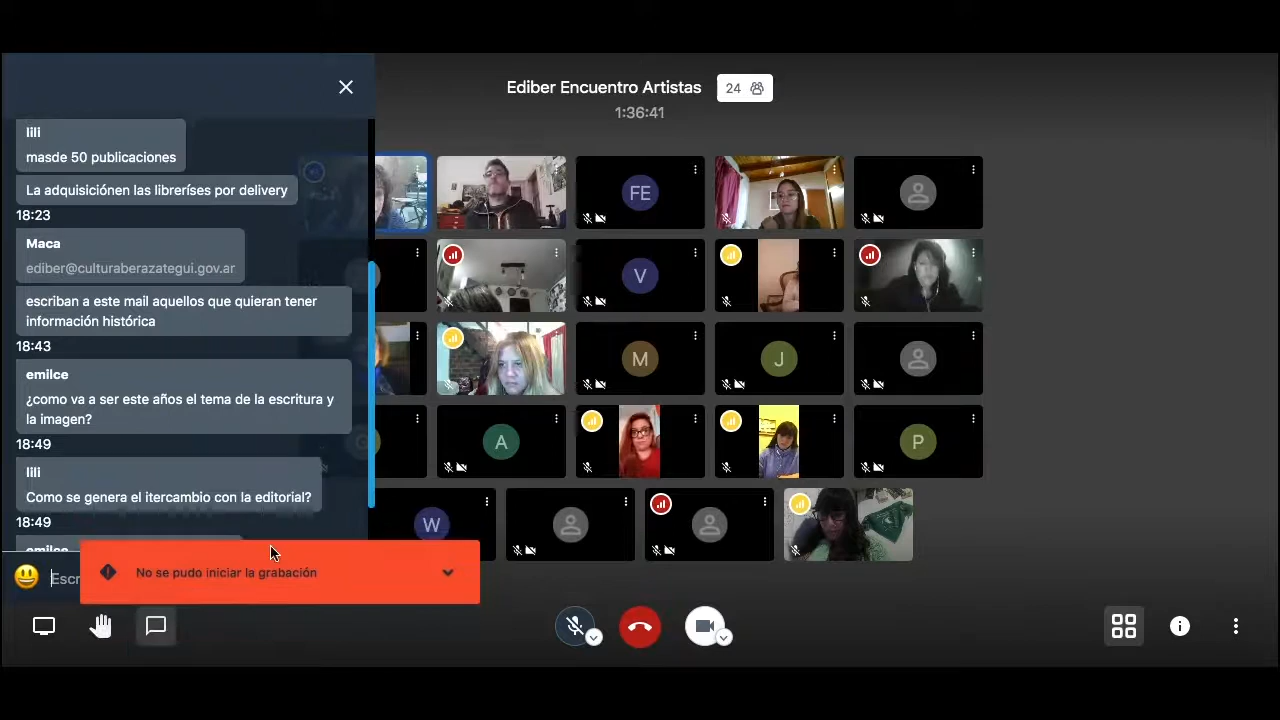 Ediber Encuentro Artistas 24
1:36:41
lili
masde 50 publicaciones
La adquisiciónen las libreríses por delivery
18:23
Maca
ediber@culturaberazategui.gov.ar
escriban a este mail aquellos que quieran tener
información histórica
18:43
emilce
¿como va a ser este años el tema de la escritura y
la imagen?
18:49
lili
Como se genera el itercambio con la editorial?
18:49
emilce
Escr
No se pudo iniciar la grabación
FE
V
M
J
G
A
P
W